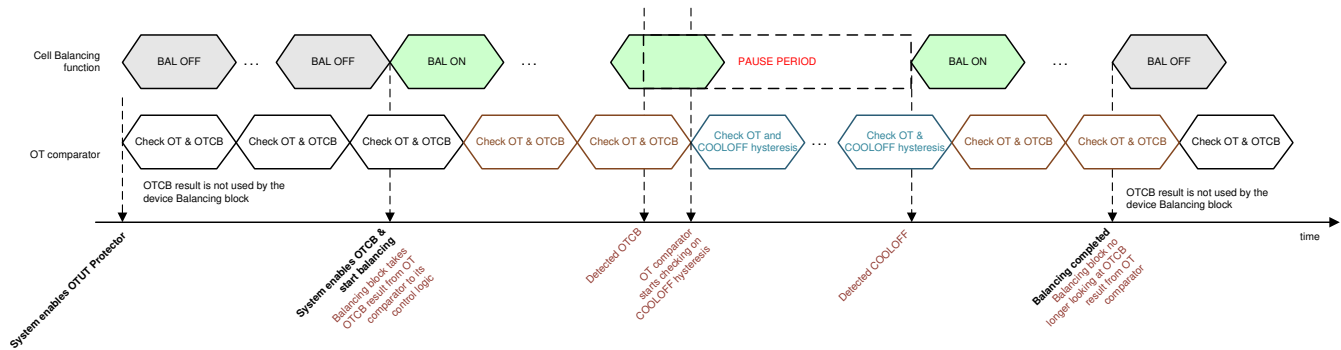 Cell Balancing
function
BAL OFF
...
BAL OFF
BAL ON
...
PAUSE PERIOD
BAL ON
...
BAL OFF
OT comparator
Check OT & OTCB
Check OT & OTCB
Check OT & OTCB
Check OT & OTCB
Check OT & OTCB
Check OT and
COOLOFF hysteresis
...
Check OT &
COOLOFF hysteresis
Check OT & OTCB
Check OT & OTCB
Check OT & OTCB
OTCB result is not used by the
device Balancing block
OTCB result is not used by the
device Balancing block
time
System enables OTUT Protector
System enables OTCB &
start balancing
Balancing block takes
OTCB result from OT
comparator to its
control logic
Detected OTCB
OT comparator
starts checking on
COOLOFF hysteresis
Detected COOLOFF
Balancing completed
Balancing block no
longer looking at OTCB
result from OT
comparator